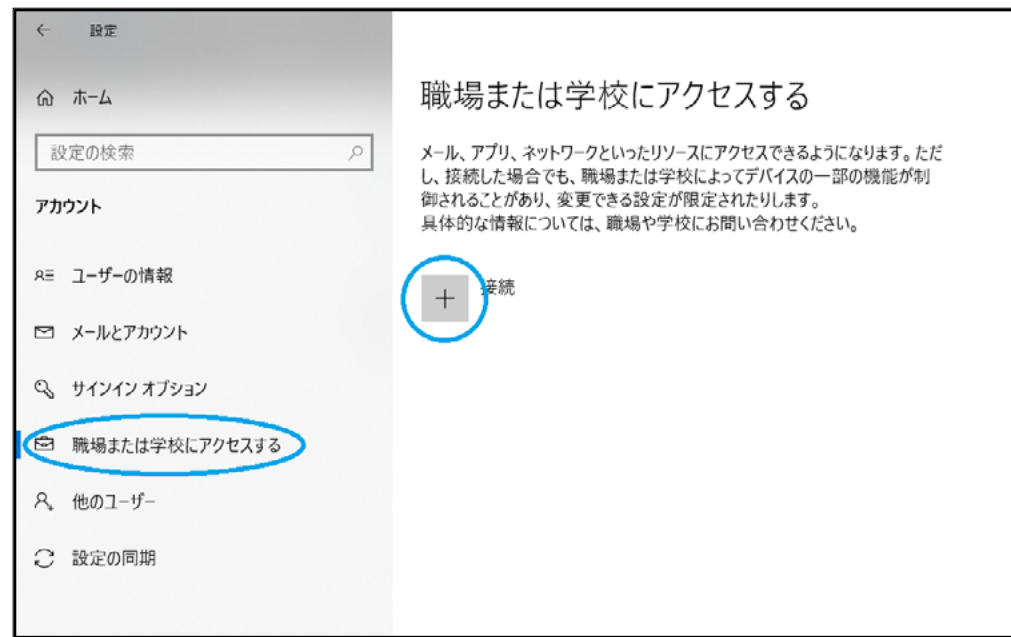 設定
ホーム
設定の検索
アカウント
ユーザーの情報
メールとアカウント
サインイン オプション
職場または学校にアクセスする
他のユーザー
設定の同期
職場または学校にアクセスする
メール、アプリ、ネットワークといったリソースにアクセスできるようになります。ただ
し、接続した場合でも、職場または学校によってデバイスの一部の機能が制
御されることがあり、変更できる設定が限定されたりします。
具体的な情報については、職場や学校にお問い合わせください。
接続